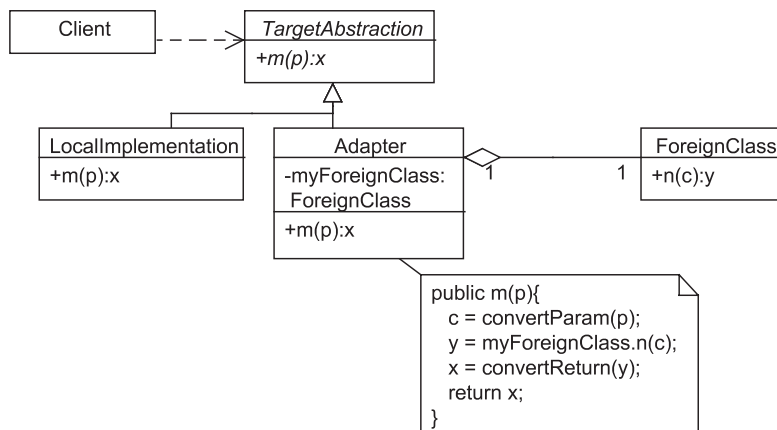 Client
TargetAbstraction
+m(p):x
LocalImplementation
+m(p):x
Adapter
-myForeignClass:
ForeignClass
+m(p):x
1
1
ForeignClass
+n(c):y
public m(p){
c = convertParam(p);
y = myForeignClass.n(c);
x = convertReturn(y);
return x;
}